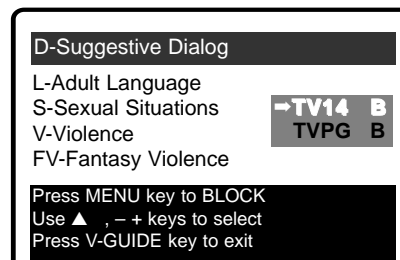 D-Suggestive Dialog
L-Adult Language
S-Sexual Situations ➡TV14 B
V-Violence TVPG B
FV-Fantasy Violence
Press MENU key to BLOCK
Use ▲ , – + keys to select
Press V-GUIDE key to exit